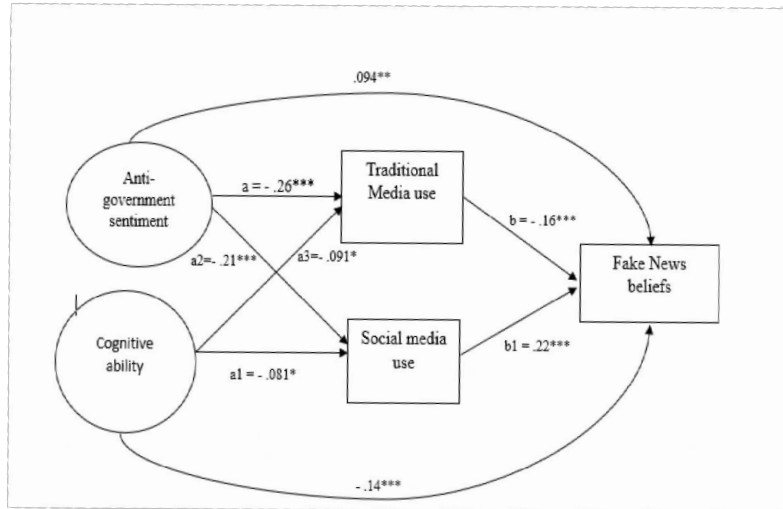 .094**
Anti-
government
sentiment
a = - .26***
Traditional
Media use
b = - .16***
a2=- .21***
a3=- .091*
Fake News
beliefs
Cognitive
ability
a1 = - .081*
Social media
use
b1 = .22***
- .14***